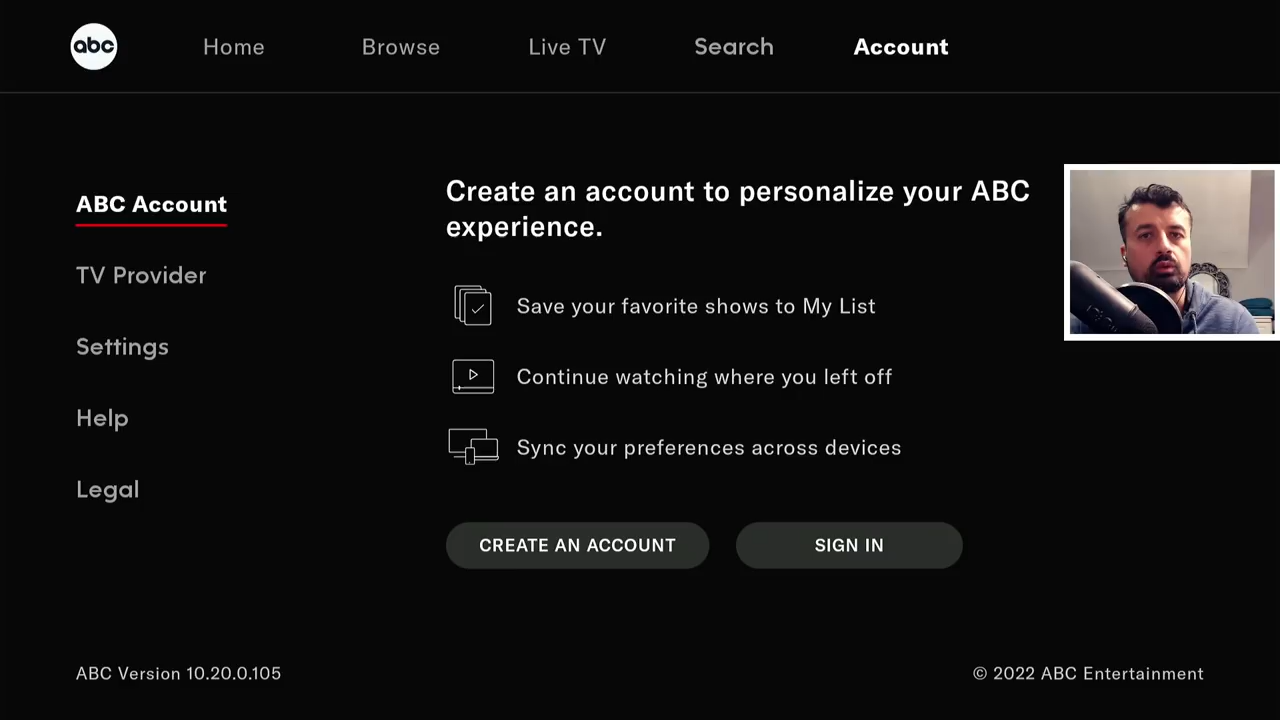 abc
Home
Browse
Live TV
Search
Account
ABC Account
TV Provider
Settings
Help
Legal
Create an account to personalize your ABC
experience.
Save your favorite shows to My List
Continue watching where you left off
Sync your preferences across devices
CREATE AN ACCOUNT
SIGN IN
ABC Version 10.20.0.105
© 2022 ABC Entertainment